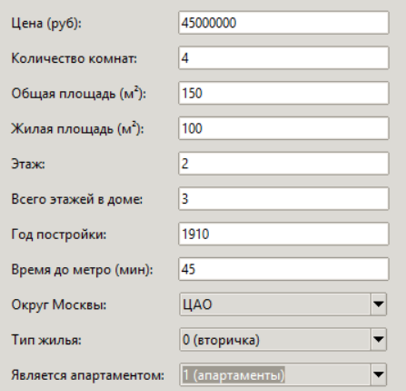 Цена (руб): 45000000
Количество комнат: 4
Общая площадь (м²): 150
Жилая площадь (м²): 100
Этаж: 2
Всего этажей в доме: 3
Год постройки: 1910
Время до метро (мин): 45
Округ Москвы: ЦАО
Тип жилья: 0 (вторичка)
Является апартаментом: 1 (апартаменты)